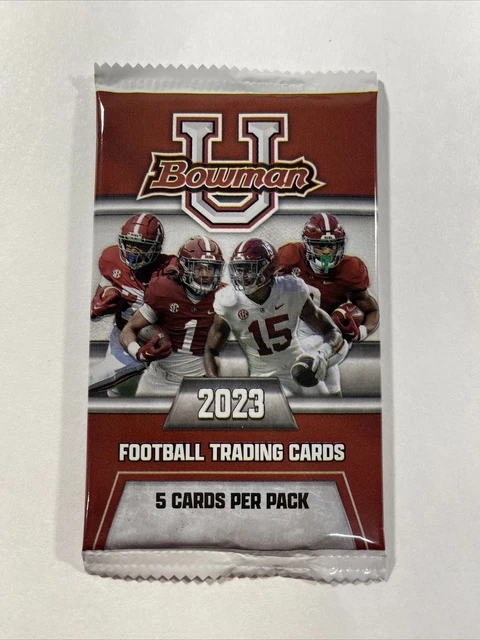 U
Bowman
1
15
2023
FOOTBALL TRADING CARDS
5 CARDS PER PACK